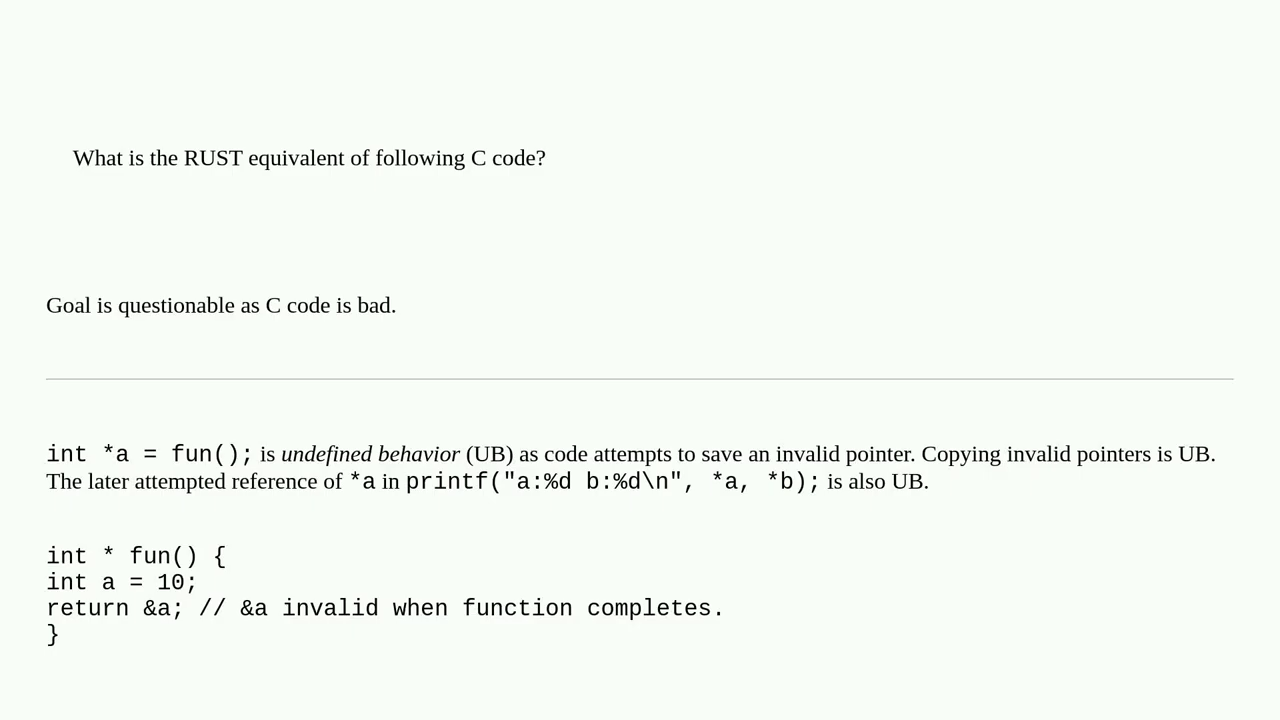 What is the RUST equivalent of following C code?
Goal is questionable as C code is bad.
int *a = fun(); is undefined behavior (UB) as code attempts to save an invalid pointer. Copying invalid pointers is UB.
The later attempted reference of *a in printf("a:%d b:%d\n", *a, *b); is also UB.
int * fun() {
int a = 10;
return &a; // &a invalid when function completes.
}